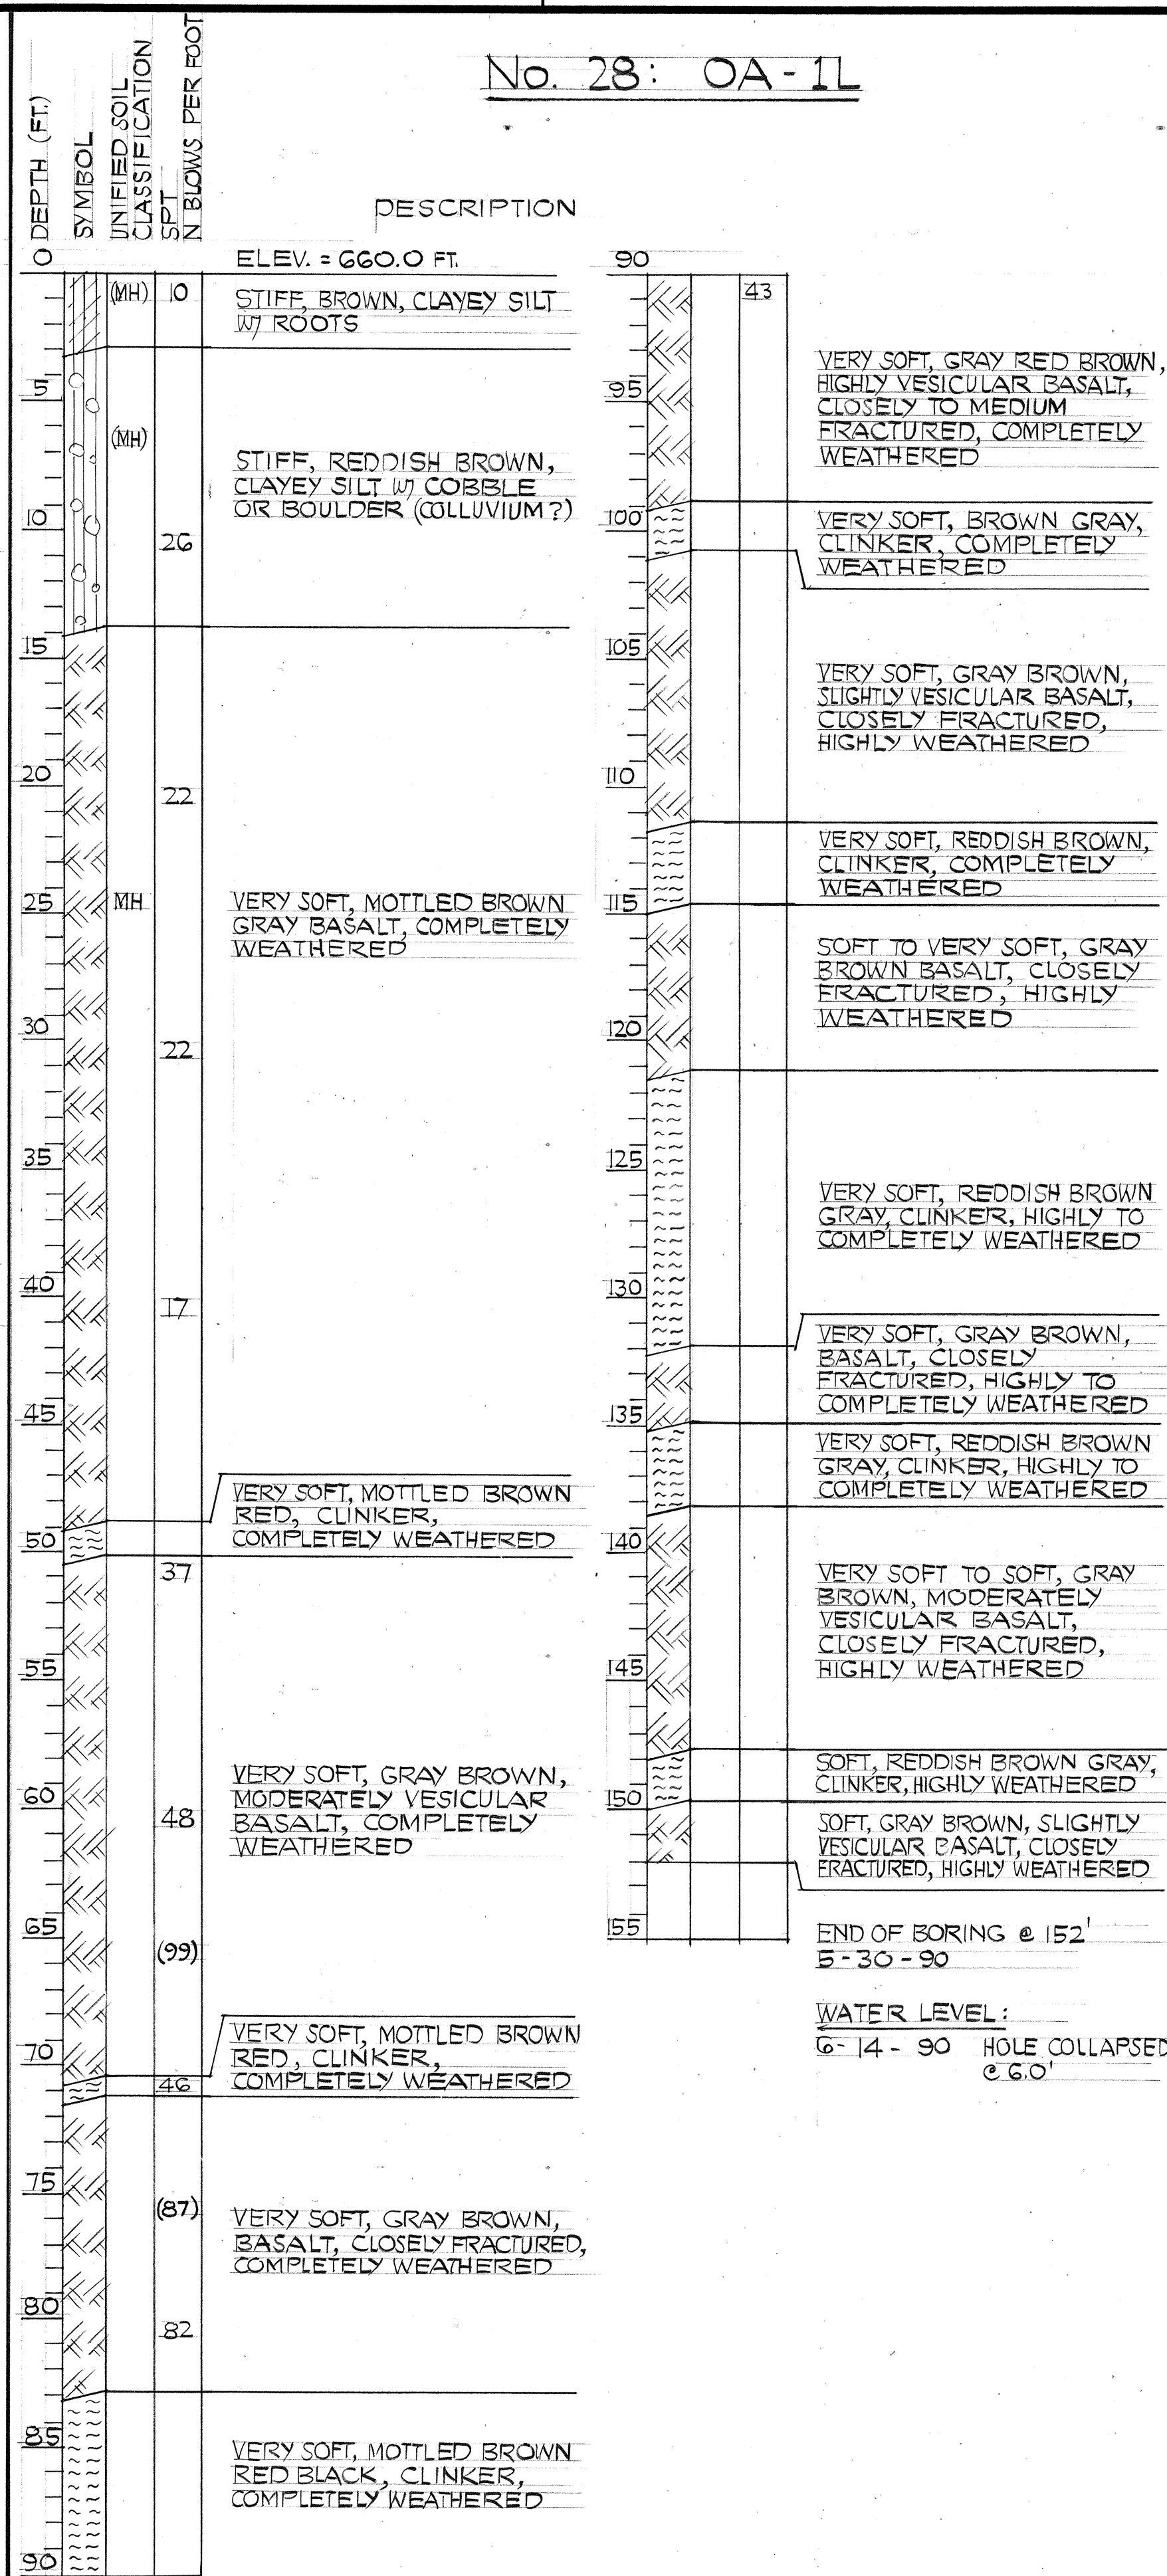 No. 28: OA-1L
DEPTH (FT.)
SYMBOL
UNIFIED SOIL
CLASSIFICATION
SPT
N BLOWS PER FOOT
DESCRIPTION
0
ELEV. = 660.0 FT.
(MH) 10
STIFF, BROWN, CLAYEY SILT
W/ ROOTS
5
(MH)
STIFF, REDDISH BROWN,
CLAYEY SILT W/ COBBLE
OR BOULDER (COLLUVIUM?)
10
26
15
20
22
25
MH
VERY SOFT, MOTTLED BROWN
GRAY BASALT, COMPLETELY
WEATHERED
30
22
35
40
17
45
VERY SOFT, MOTTLED BROWN
RED, CLINKER,
COMPLETELY WEATHERED
50
37
55
VERY SOFT, GRAY BROWN,
MODERATELY VESICULAR
BASALT, COMPLETELY
WEATHERED
60
48
65
(99)
VERY SOFT, MOTTLED BROWN
RED, CLINKER,
COMPLETELY WEATHERED
70
46
75
(87)
VERY SOFT, GRAY BROWN,
BASALT, CLOSELY FRACTURED,
COMPLETELY WEATHERED
80
82
85
VERY SOFT, MOTTLED BROWN
RED BLACK, CLINKER,
COMPLETELY WEATHERED
90
90
43
VERY SOFT, GRAY RED BROWN,
HIGHLY VESICULAR BASALT,
CLOSELY TO MEDIUM
FRACTURED, COMPLETELY
WEATHERED
95
100
VERY SOFT, BROWN GRAY,
CLINKER, COMPLETELY
WEATHERED
105
VERY SOFT, GRAY BROWN,
SLIGHTLY VESICULAR BASALT,
CLOSELY FRACTURED,
HIGHLY WEATHERED
110
VERY SOFT, REDDISH BROWN,
CLINKER, COMPLETELY
WEATHERED
115
SOFT TO VERY SOFT, GRAY
BROWN BASALT, CLOSELY
FRACTURED, HIGHLY
WEATHERED
120
125
VERY SOFT, REDDISH BROWN
GRAY, CLINKER, HIGHLY TO
COMPLETELY WEATHERED
130
VERY SOFT, GRAY BROWN,
BASALT, CLOSELY
FRACTURED, HIGHLY TO
COMPLETELY WEATHERED
135
VERY SOFT, REDDISH BROWN
GRAY, CLINKER, HIGHLY TO
COMPLETELY WEATHERED
140
VERY SOFT TO SOFT, GRAY
BROWN, MODERATELY
VESICULAR BASALT,
CLOSELY FRACTURED,
HIGHLY WEATHERED
145
SOFT, REDDISH BROWN GRAY,
CLINKER, HIGHLY WEATHERED
150
SOFT, GRAY BROWN, SLIGHTLY
VESICULAR BASALT, CLOSELY
FRACTURED, HIGHLY WEATHERED
155
END OF BORING @ 152'
5-30-90
WATER LEVEL:
6-14-90 HOLE COLLAPSED
@ 6.0'